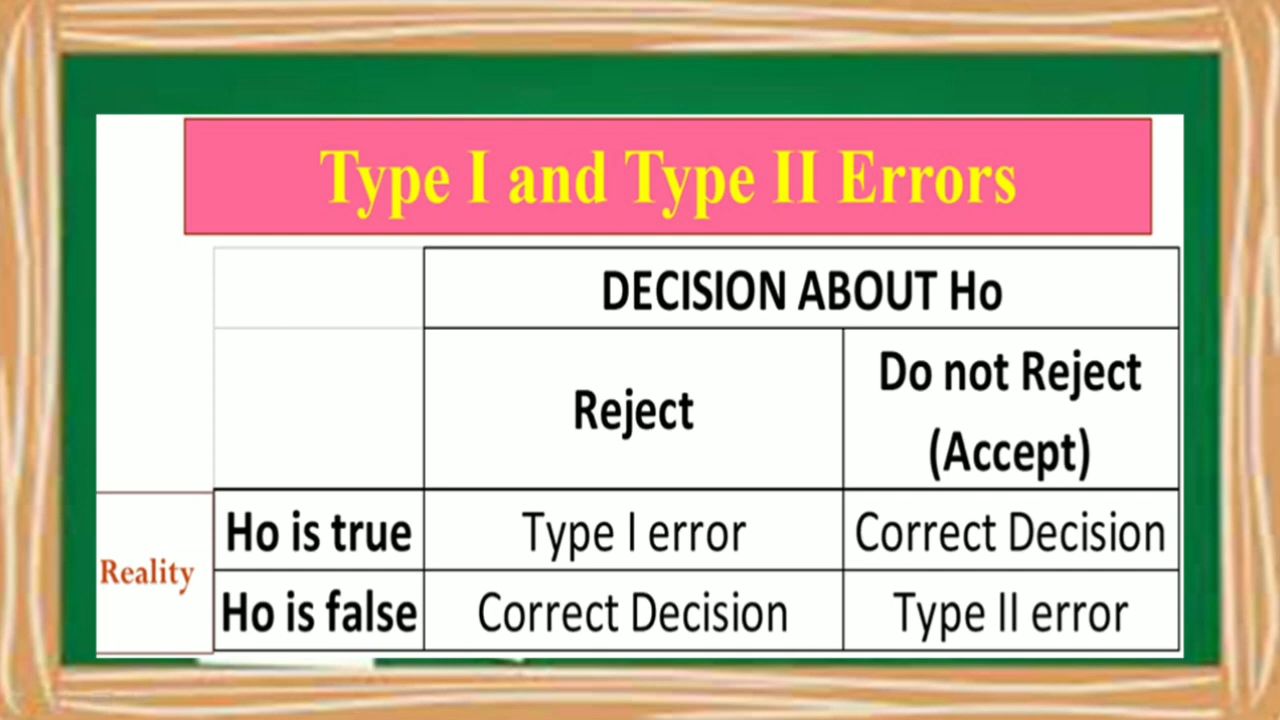 Type I and Type II Errors
DECISION ABOUT Ho
Reject
Do not Reject
(Accept)
Reality
Ho is true
Type I error
Correct Decision
Ho is false
Correct Decision
Type II error